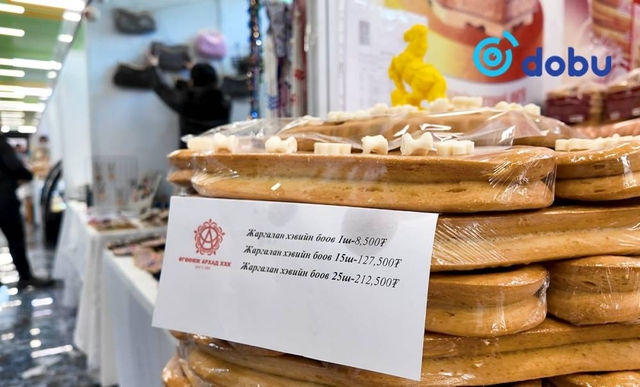 dobu
Жаргалан хэвийн боов 1ш-8,500₮
Жаргалан хэвийн боов 15ш-127,500₮
Жаргалан хэвийн боов 25ш-212,500₮
ӨГӨӨМӨЖ АРХАД ХХК